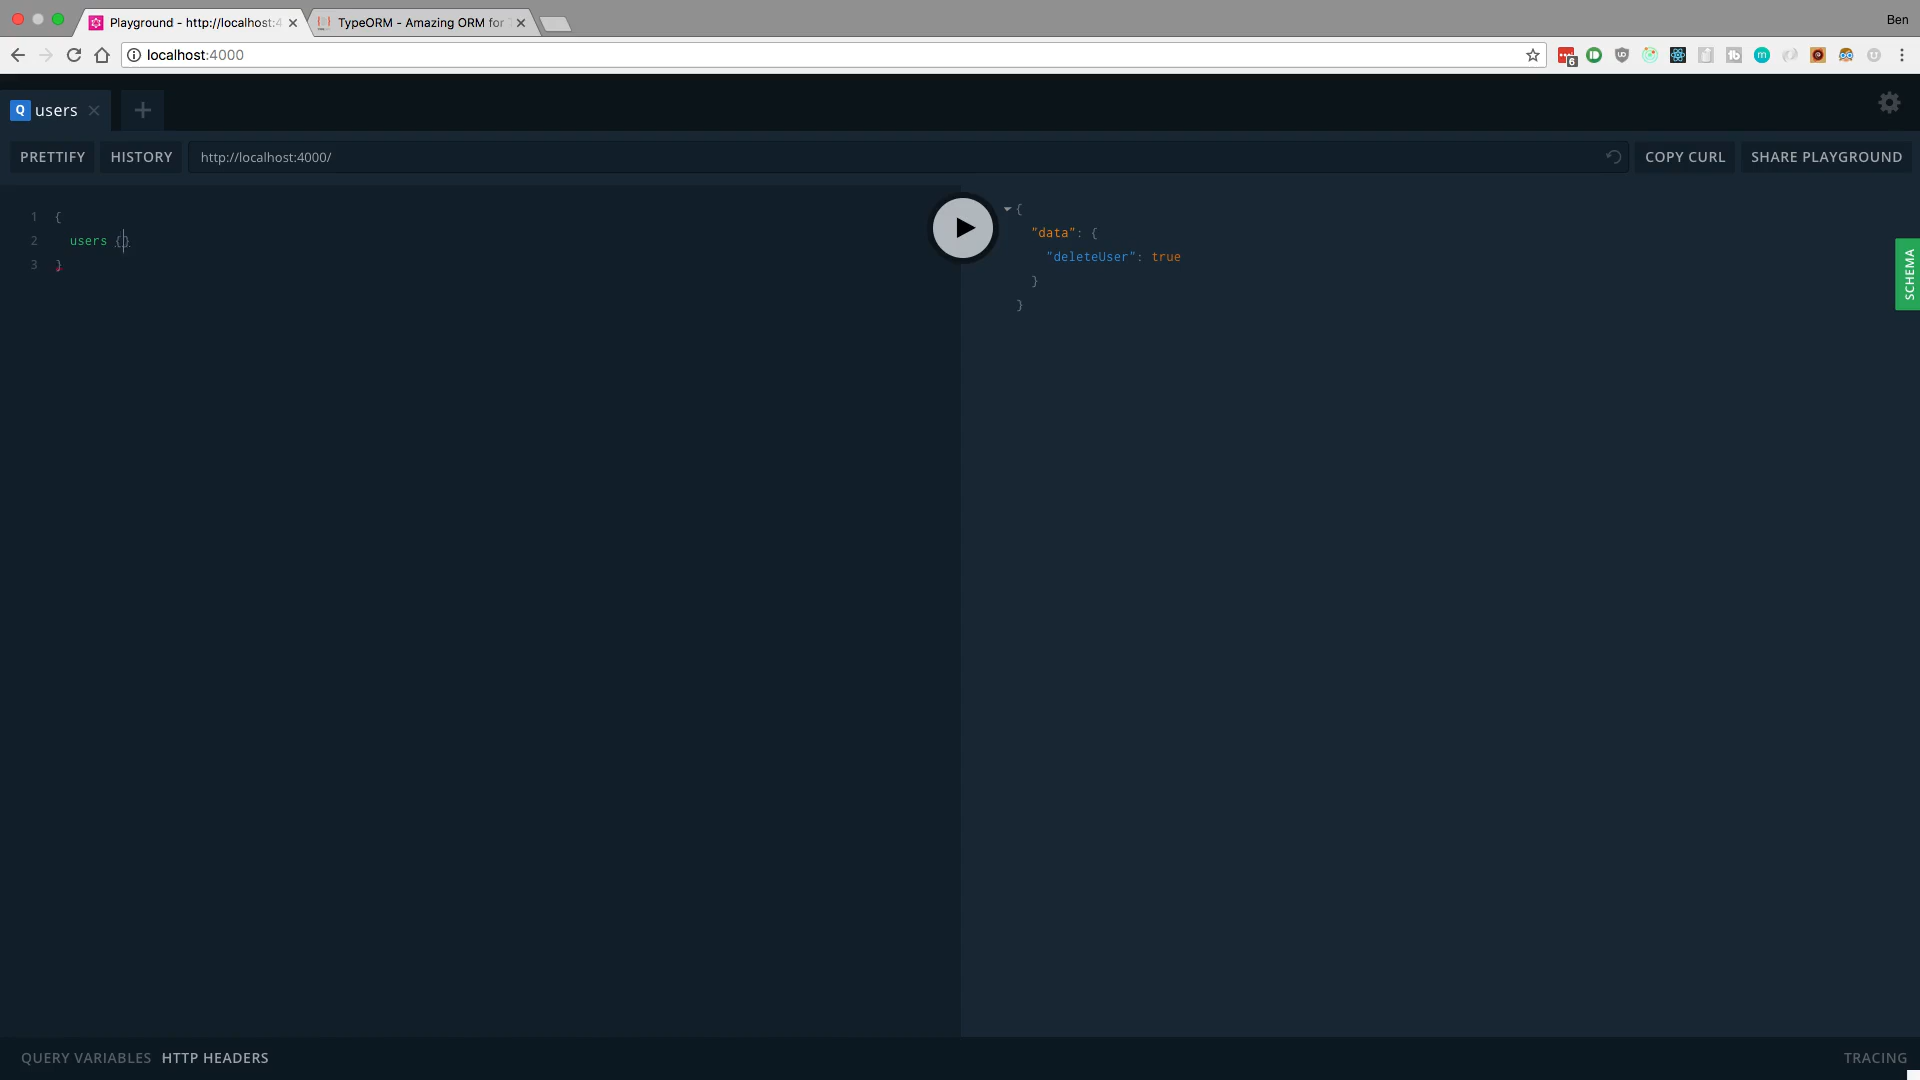 Playground - http://localhost:4
TypeORM - Amazing ORM for
Ben
localhost:4000
6
Q users
PRETTIFY
HISTORY
http://localhost:4000/
COPY CURL
SHARE PLAYGROUND
1 {
2 users {}
3 }
{
"data": {
"deleteUser": true
}
}
SCHEMA
QUERY VARIABLES
HTTP HEADERS
TRACING